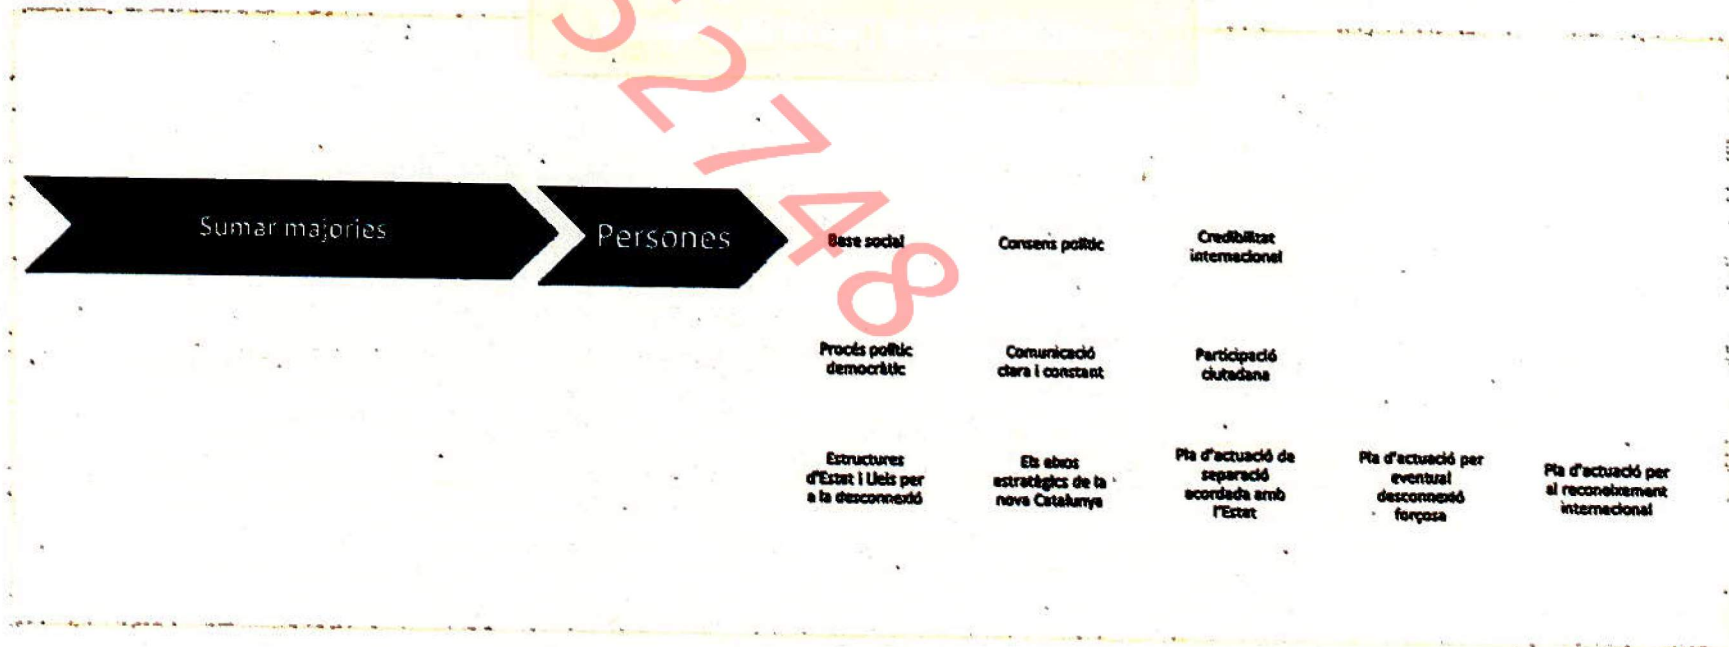 52748
Sumar majories
Persones
Base social
Consens polític
Credibilitat
internacional
Procés polític
democràtic
Comunicació
clara i constant
Participació
ciutadana
Estructures
d'Estat i Lleis per
a la desconnexió
Els eixos
estratègics de la
nova Catalunya
Pla d'actuació de
separació
acordada amb
l'Estat
Pla d'actuació per
eventual
desconnexió
forçosa
Pla d'actuació per
al reconeixement
internacional